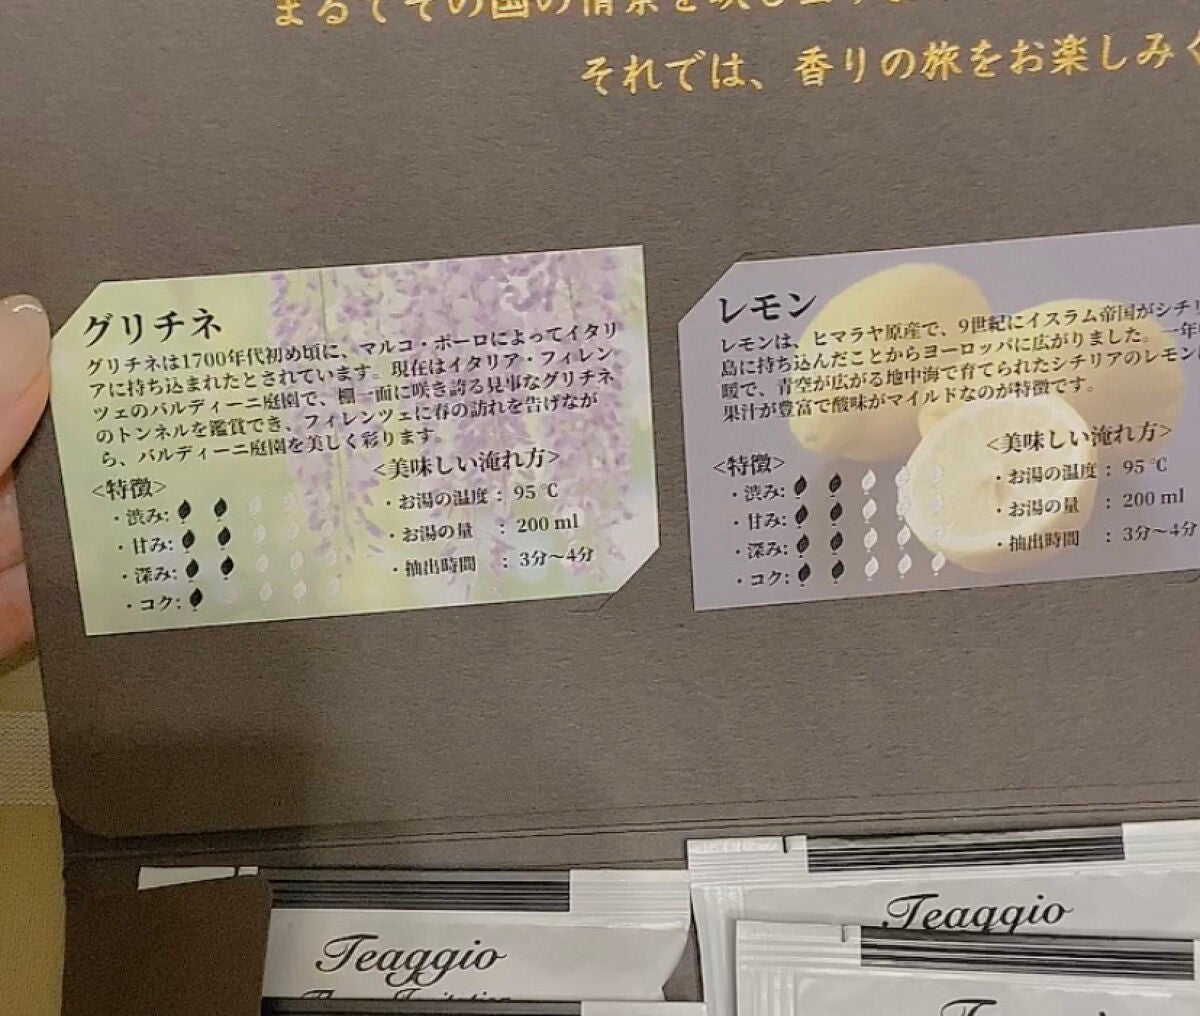 まるでその国の情景を映し
それでは、香りの旅をお楽しみく
グリチネ
グリチネは1700年代初め頃に、マルコ・ポーロによってイタリ
アに持ち込まれたとされています。現在はイタリア・フィレン
ツェのバルディーニ庭園で、棚一面に咲き誇る見事なグリチネ
のトンネルを鑑賞でき、フィレンツェに春の訪れを告げなが
ら、バルディーニ庭園を美しく彩ります。
<特徴>
・渋み:
・甘み:
・深み:
・コク:
<美味しい淹れ方>
・お湯の温度 : 95 ℃
・お湯の量 : 200 ml
・抽出時間 : 3分～4分
レモン
レモンは、ヒマラヤ原産で、9世紀にイスラム帝国がシチリ
島に持ち込んだことからヨーロッパに広がりました。一年
暖で、青空が広がる地中海で育てられたシチリアのレモン
果汁が豊富で酸味がマイルドなのが特徴です。
<特徴>
・渋み:
・甘み:
・深み:
・コク:
<美味しい淹れ方>
・お湯の温度 : 95 ℃
・お湯の量 : 200 ml
・抽出時間 : 3分～4分
Teaggio
Teaggio